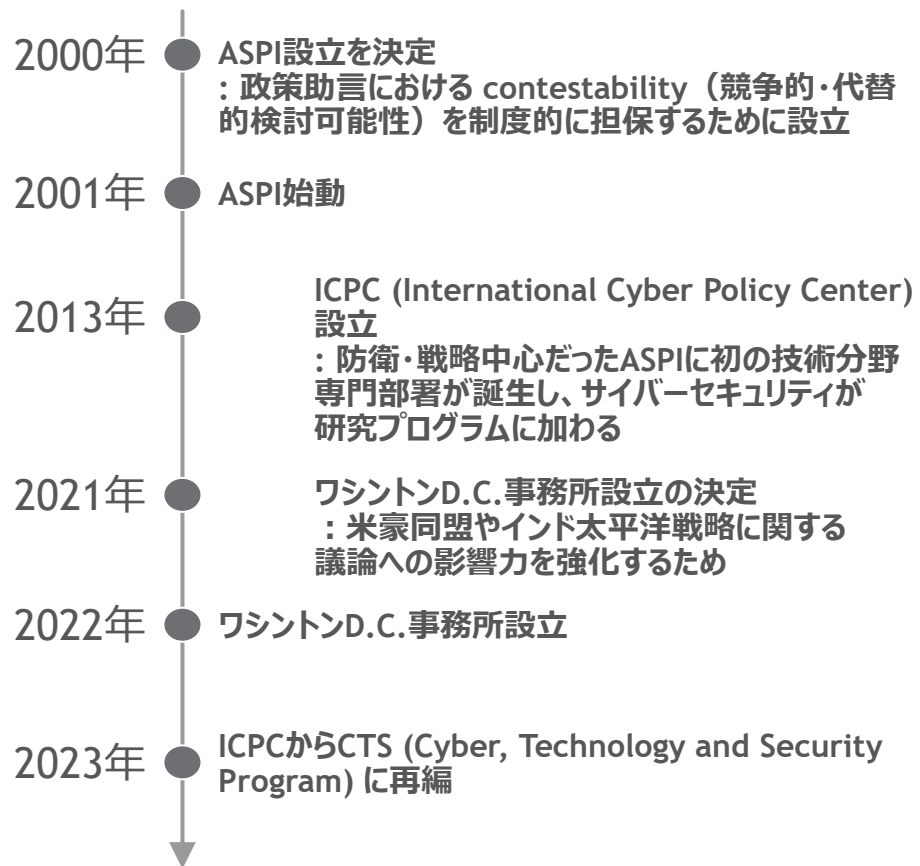 2000年
ASPI設立を決定
: 政策助言における contestability（競争的・代替
的検討可能性）を制度的に担保するために設立
2001年
ASPI始動
2013年
ICPC (International Cyber Policy Center)
設立
: 防衛・戦略中心だったASPIに初の技術分野
専門部署が誕生し、サイバーセキュリティが
研究プログラムに加わる
2021年
ワシントンD.C.事務所設立の決定
：米豪同盟やインド太平洋戦略に関する
議論への影響力を強化するため
2022年
ワシントンD.C.事務所設立
2023年
ICPCからCTS (Cyber, Technology and Security
Program) に再編